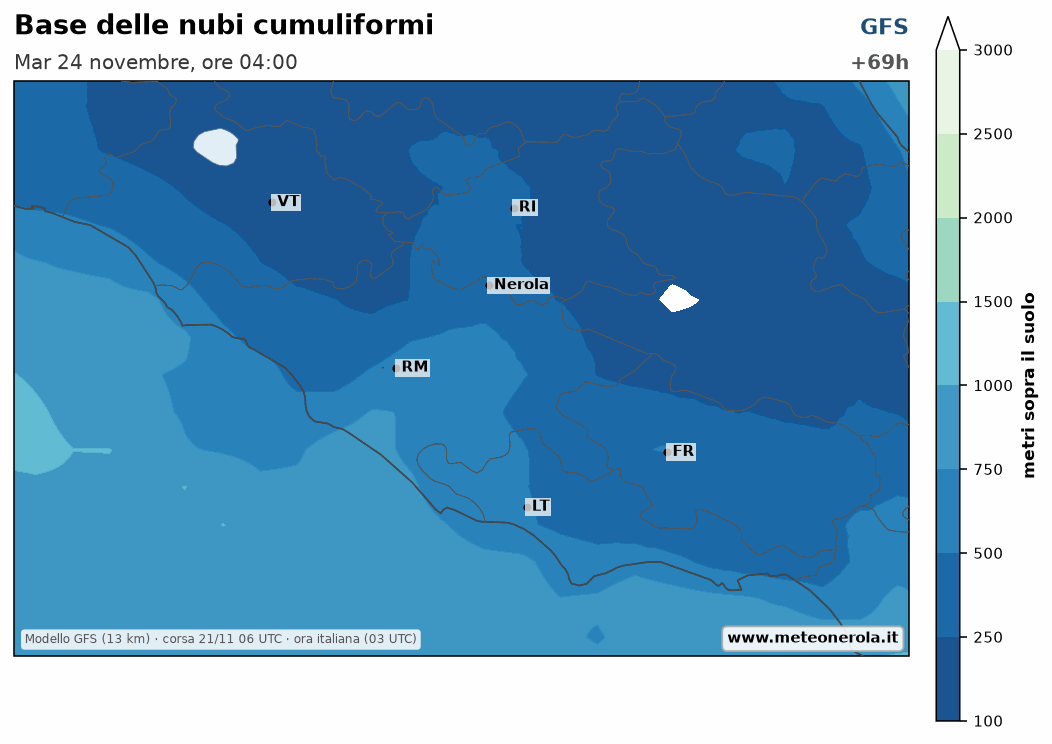 Base delle nubi cumuliformi
GFS
Mar 24 novembre, ore 04:00
+69h
VT
RI
Nerola
RM
FR
LT
Modello GFS (13 km) · corsa 21/11 06 UTC · ora italiana (03 UTC)
www.meteonerola.it
3000
2500
2000
1500
1000
750
500
250
100
metri sopra il suolo